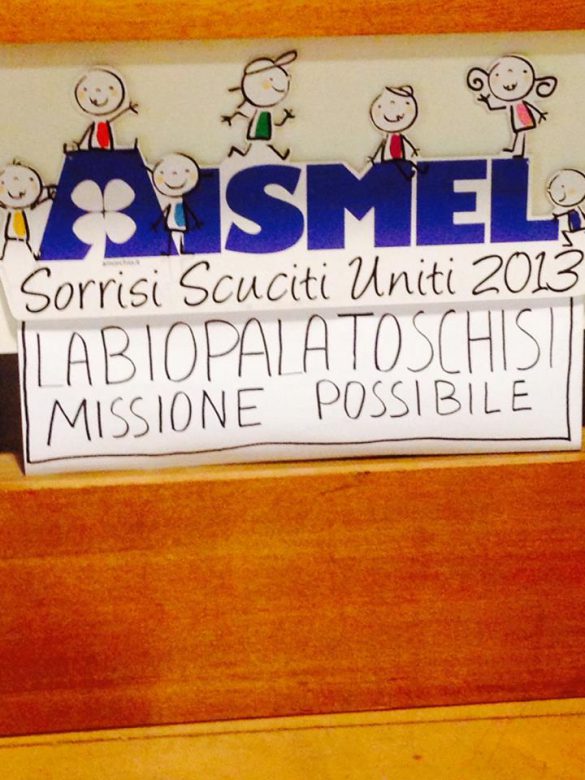 AISMEL
Sorrisi Scuciti Uniti 2013
LABIOPALATOSCHISI
MISSIONE POSSIBILE